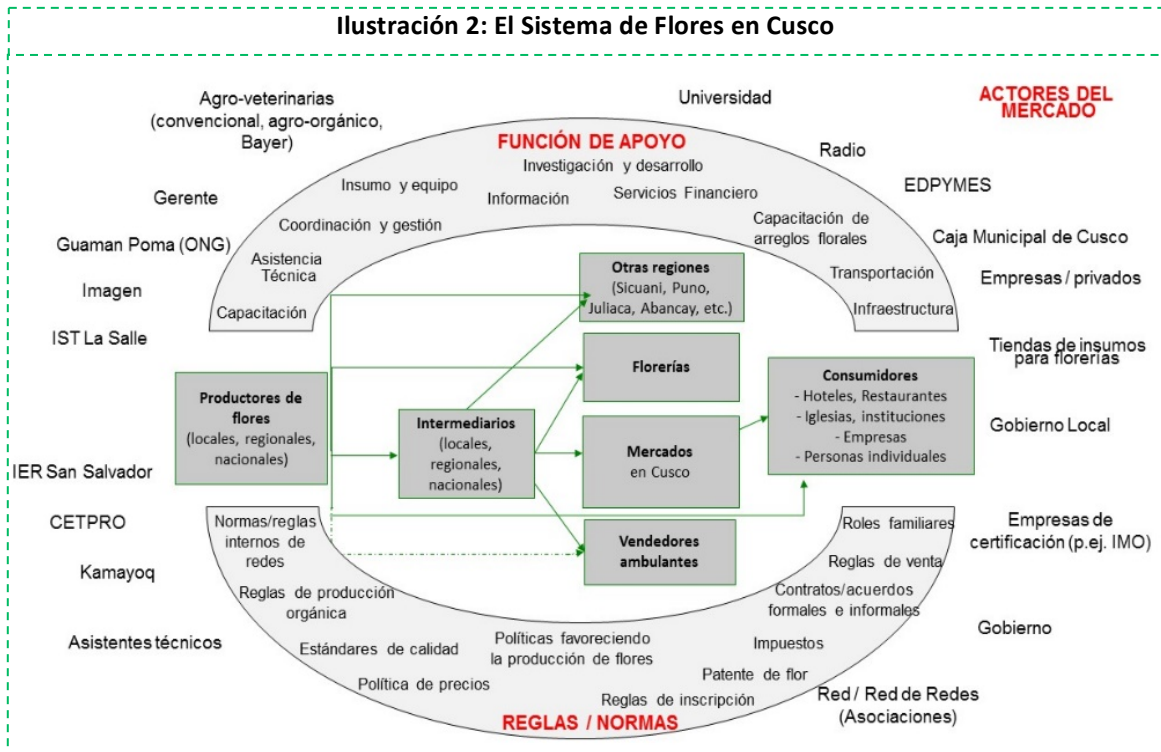 Ilustración 2: El Sistema de Flores en Cusco
Agro-veterinarias
(convencional, agro-orgánico,
Bayer)
Universidad
ACTORES DEL
MERCADO
FUNCIÓN DE APOYO
Radio
Investigación y desarrollo
Insumo y equipo
Información
Servicios Financiero
EDPYMES
Gerente
Coordinación y gestión
Capacitación de
arreglos florales
Guaman Poma (ONG)
Caja Municipal de Cusco
Asistencia
Técnica
Transportación
Empresas / privados
Imagen
Capacitación
Infraestructura
IST La Salle
Tiendas de insumos
para florerías
Otras regiones
(Sicuani, Puno,
Juliaca, Abancay, etc.)
Florerías
Productores de
flores
(locales, regionales,
nacionales)
Intermediarios
(locales,
regionales,
nacionales)
Mercados
en Cusco
Consumidores
- Hoteles, Restaurantes
- Iglesias, instituciones
- Empresas
- Personas individuales
Gobierno Local
IER San Salvador
Vendedores
ambulantes
CETPRO
Normas/reglas
internos de
redes
Roles familiares
Empresas de
certificación (p.ej. IMO)
Reglas de venta
Kamayoq
Reglas de producción
orgánica
Contratos/acuerdos
formales e informales
Gobierno
Asistentes técnicos
Estándares de calidad
Políticas favoreciendo
la producción de flores
Impuestos
Patente de flor
Política de precios
Reglas de inscripción
Red / Red de Redes
(Asociaciones)
REGLAS / NORMAS